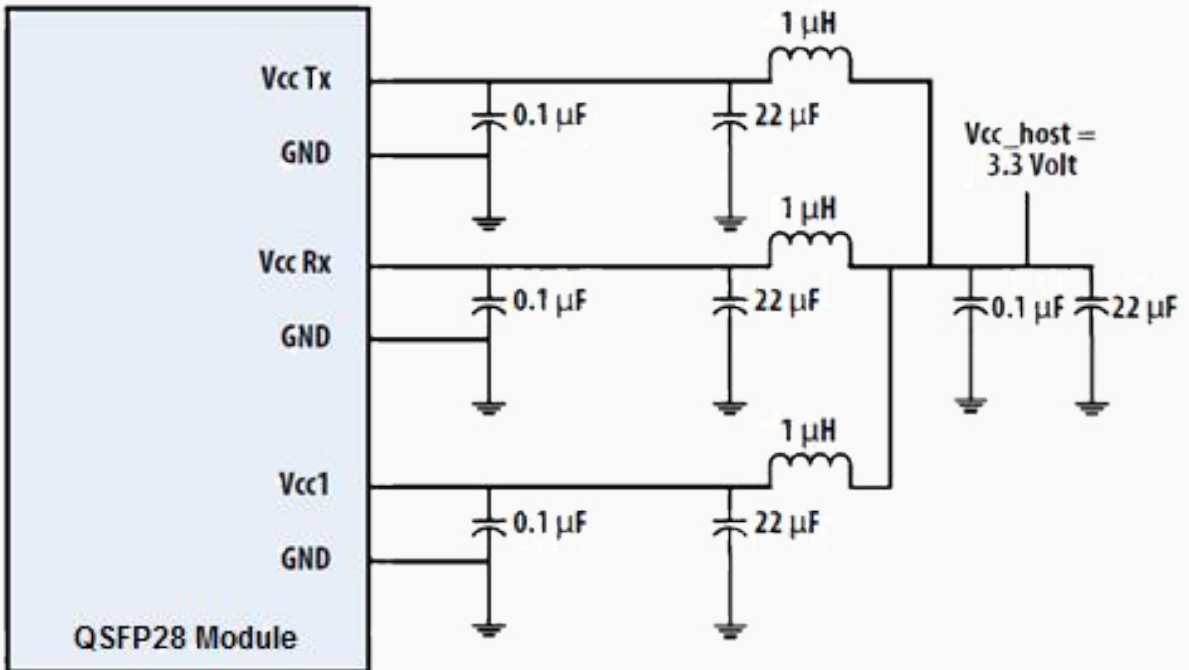 1 μH
Vcc Tx
0.1 μF
22 μF
GND
Vcc_host =
3.3 Volt
1 μH
Vcc Rx
0.1 μF
22 μF
0.1 μF
22 μF
GND
1 μH
Vcc1
0.1 μF
22 μF
GND
QSFP28 Module